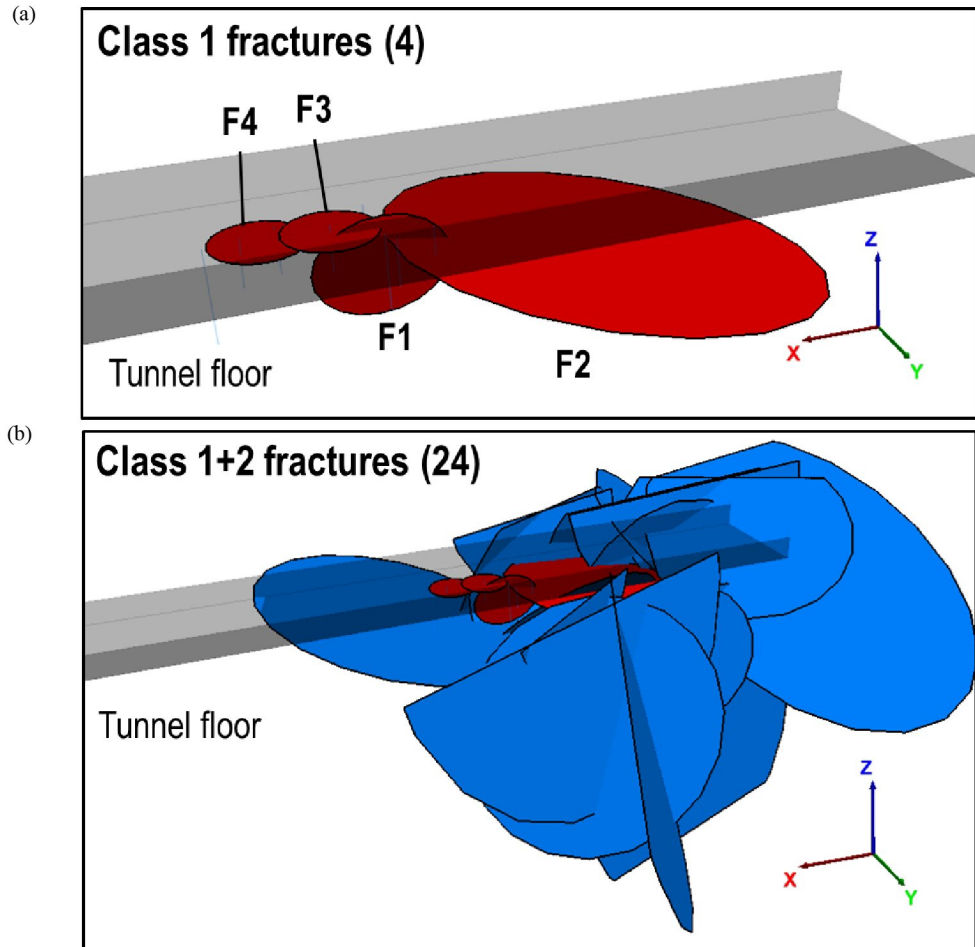 (a)
Class 1 fractures (4)
F4
F3
F1
F2
Tunnel floor
Z
X
Y
(b)
Class 1+2 fractures (24)
Tunnel floor
Z
X
Y